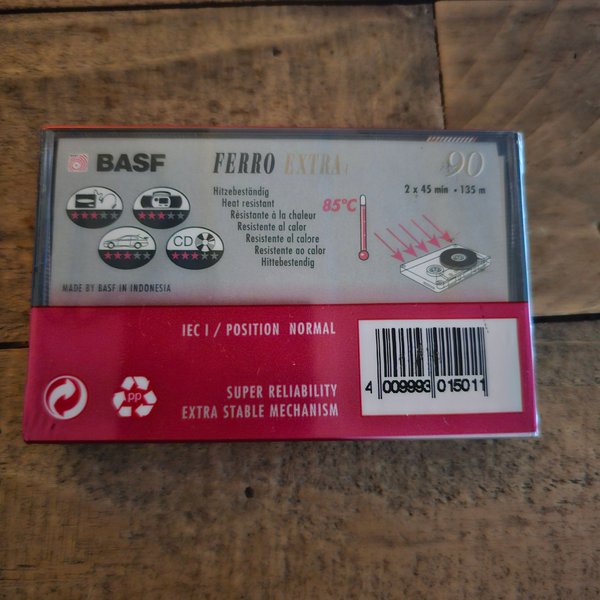 BASF FERRO EXTRA I 90
2 x 45 min • 135 m
Hitzebeständig
Heat resistant
Résistante à la chaleur
Resistente al calor
Resistente al calore
Resistente ao calor
Hittebestendig
85°C
CD
MADE BY BASF IN INDONESIA
IEC I / POSITION NORMAL
SUPER RELIABILITY
EXTRA STABLE MECHANISM
PP
4 009993 015011